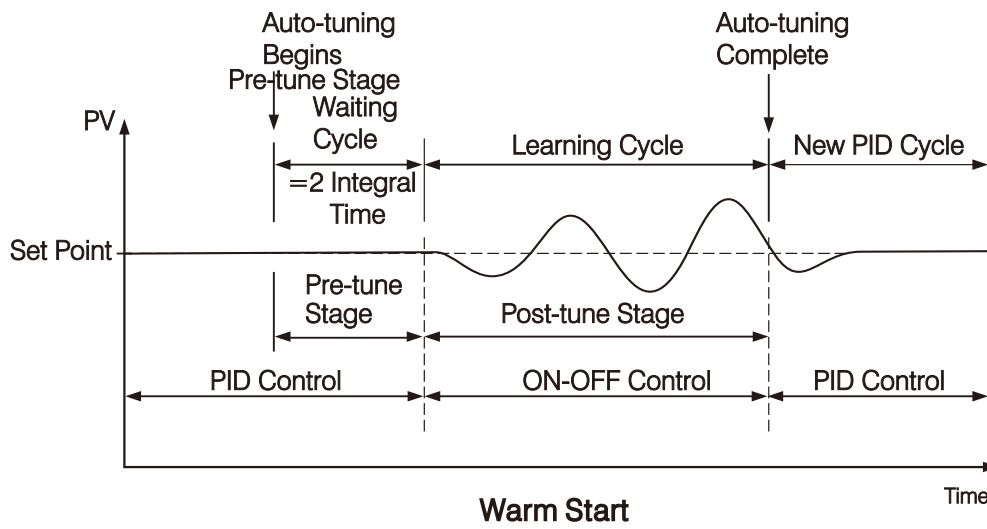 Auto-tuning
Begins
Pre-tune Stage
Waiting
Cycle
=2 Integral
Time
Auto-tuning
Complete
PV
Learning Cycle
New PID Cycle
Set Point
Pre-tune
Stage
Post-tune Stage
PID Control
ON-OFF Control
PID Control
Time
Warm Start